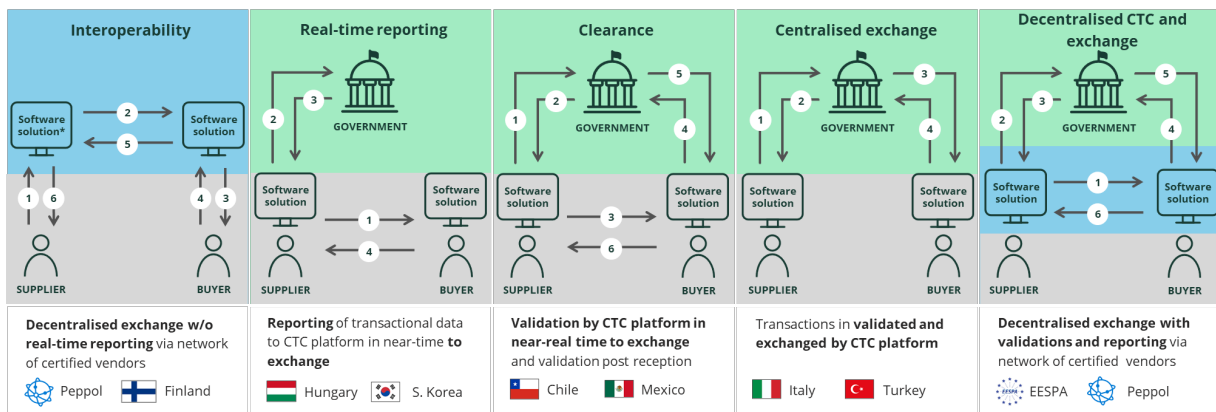 Interoperability
Software
solution*
2
5
Software
solution
1
6
4
3
SUPPLIER
BUYER
Decentralised exchange w/o
real-time reporting via network
of certified vendors
Peppol
Finland
Real-time reporting
3
2
GOVERNMENT
Software
solution
Software
solution
1
4
SUPPLIER
BUYER
Reporting of transactional data
to CTC platform in near-time to
exchange
Hungary
S. Korea
Clearance
5
2
1
4
GOVERNMENT
Software
solution
Software
solution
3
6
SUPPLIER
BUYER
Validation by CTC platform in
near-real time to exchange
and validation post reception
Chile
Mexico
Centralised exchange
3
2
1
4
GOVERNMENT
Software
solution
Software
solution
SUPPLIER
BUYER
Transactions in validated and
exchanged by CTC platform
Italy
Turkey
Decentralised CTC and
exchange
5
3
2
4
GOVERNMENT
Software
solution
Software
solution
1
6
SUPPLIER
BUYER
Decentralised exchange with
validations and reporting via
network of certified vendors
EESPA
EESPA
Peppol